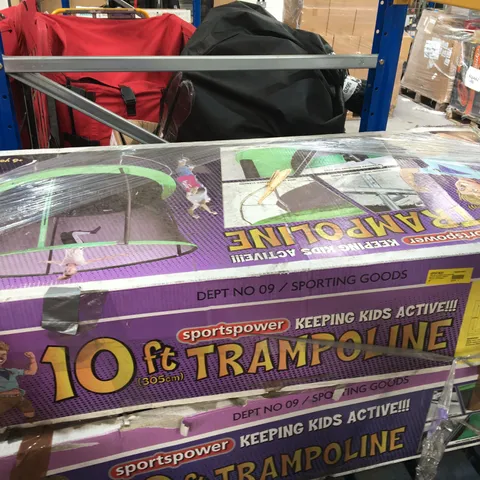 TRAMPOLINE
KEEPING KIDS ACTIVE!!!
sportspower
DEPT NO 09 / SPORTING GOODS
sportspower KEEPING KIDS ACTIVE!!!
10 ft TRAMPOLINE
(305cm)
DEPT NO 09 / SPORTING GOODS
sportspower KEEPING KIDS ACTIVE!!!
ft TRAMPOLINE